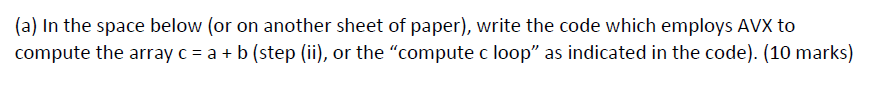 (a) In the space below (or on another sheet of paper), write the code which employs AVX to
compute the array c = a + b (step (ii), or the “compute c loop” as indicated in the code). (10 marks)